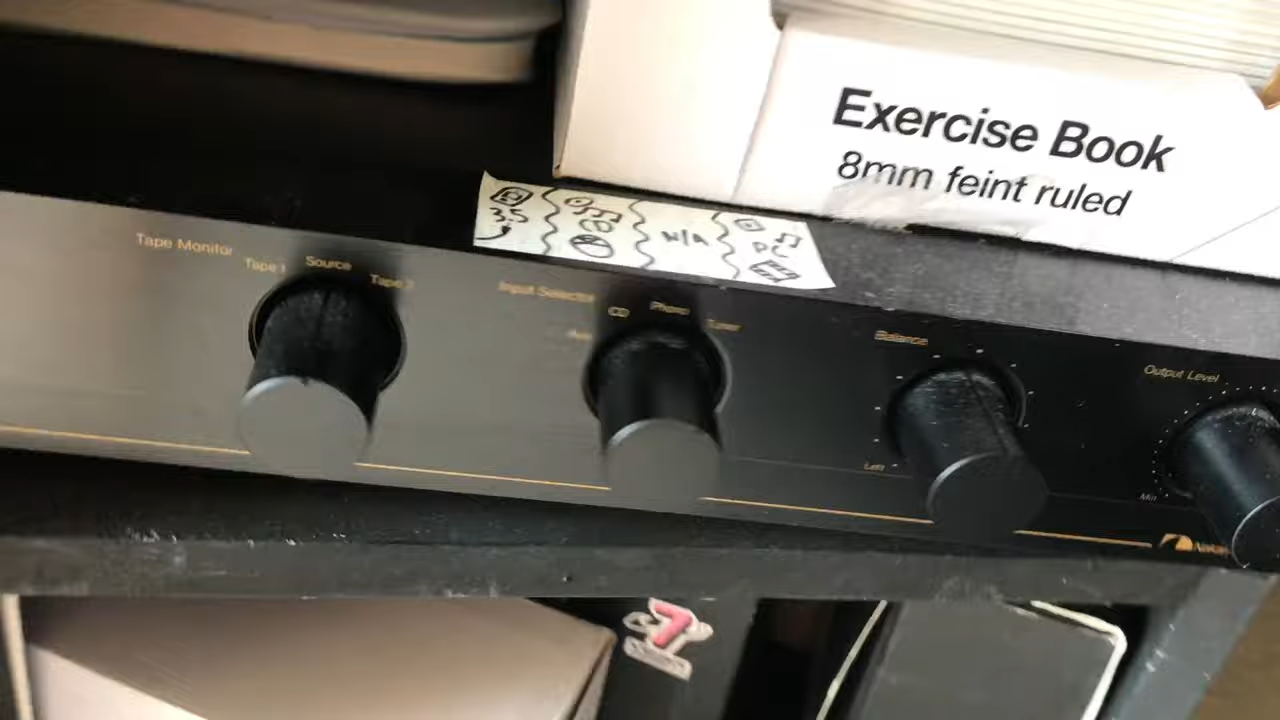 Exercise Book
8mm feint ruled
3.5
N/A
PC
Tape Monitor
Tape 1
Source
Tape 2
Input Selector
CD
Phono
Tuner
Balance
Left
Output Level
Min
7